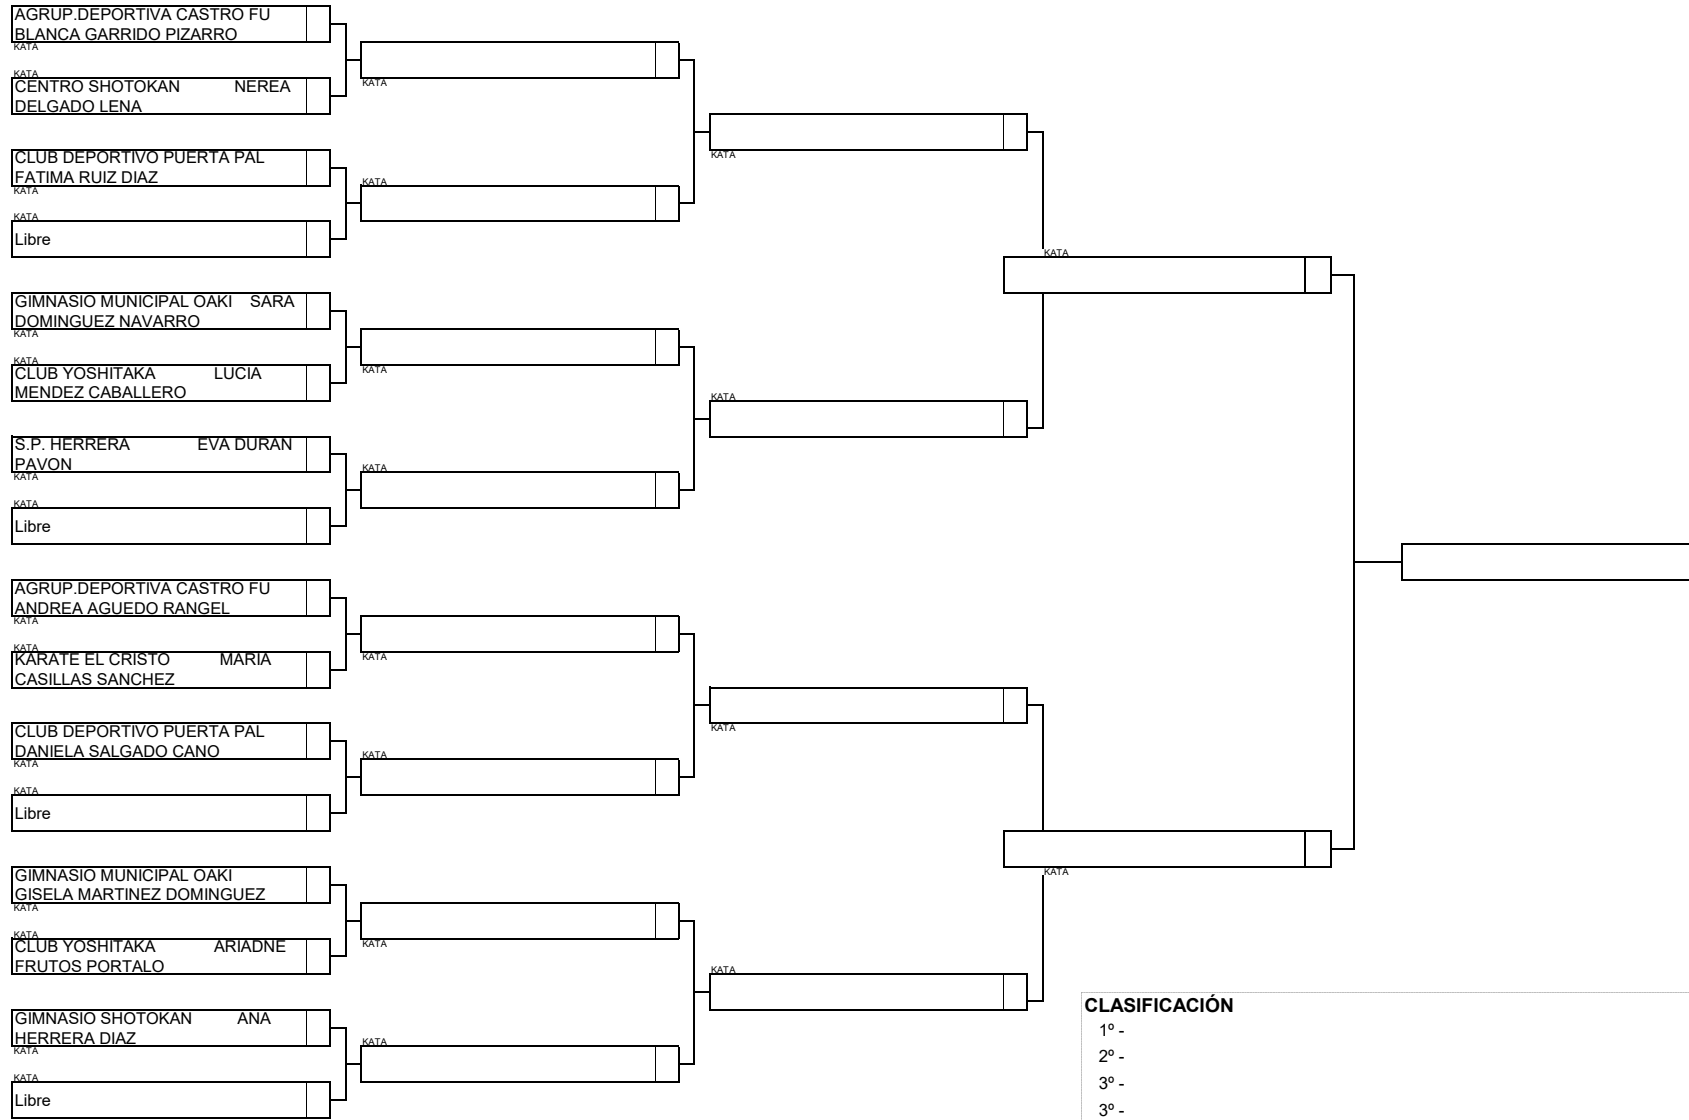 AGRUP.DEPORTIVA CASTRO FU
BLANCA GARRIDO PIZARRO
KATA
KATA
CENTRO SHOTOKAN NEREA
DELGADO LENA
CLUB DEPORTIVO PUERTA PAL
FATIMA RUIZ DIAZ
KATA
KATA
Libre
GIMNASIO MUNICIPAL OAKI SARA
DOMINGUEZ NAVARRO
KATA
KATA
CLUB YOSHITAKA LUCIA
MENDEZ CABALLERO
S.P. HERRERA EVA DURAN
PAVON
KATA
KATA
Libre
AGRUP.DEPORTIVA CASTRO FU
ANDREA AGUEDO RANGEL
KATA
KATA
KARATE EL CRISTO MARIA
CASILLAS SANCHEZ
CLUB DEPORTIVO PUERTA PAL
DANIELA SALGADO CANO
KATA
KATA
Libre
GIMNASIO MUNICIPAL OAKI
GISELA MARTINEZ DOMINGUEZ
KATA
KATA
CLUB YOSHITAKA ARIADNE
FRUTOS PORTALO
GIMNASIO SHOTOKAN ANA
HERRERA DIAZ
KATA
KATA
Libre
KATA
KATA
KATA
KATA
KATA
KATA
KATA
KATA
KATA
KATA
KATA
KATA
KATA
KATA
CLASIFICACIÓN
1º -
2º -
3º -
3º -